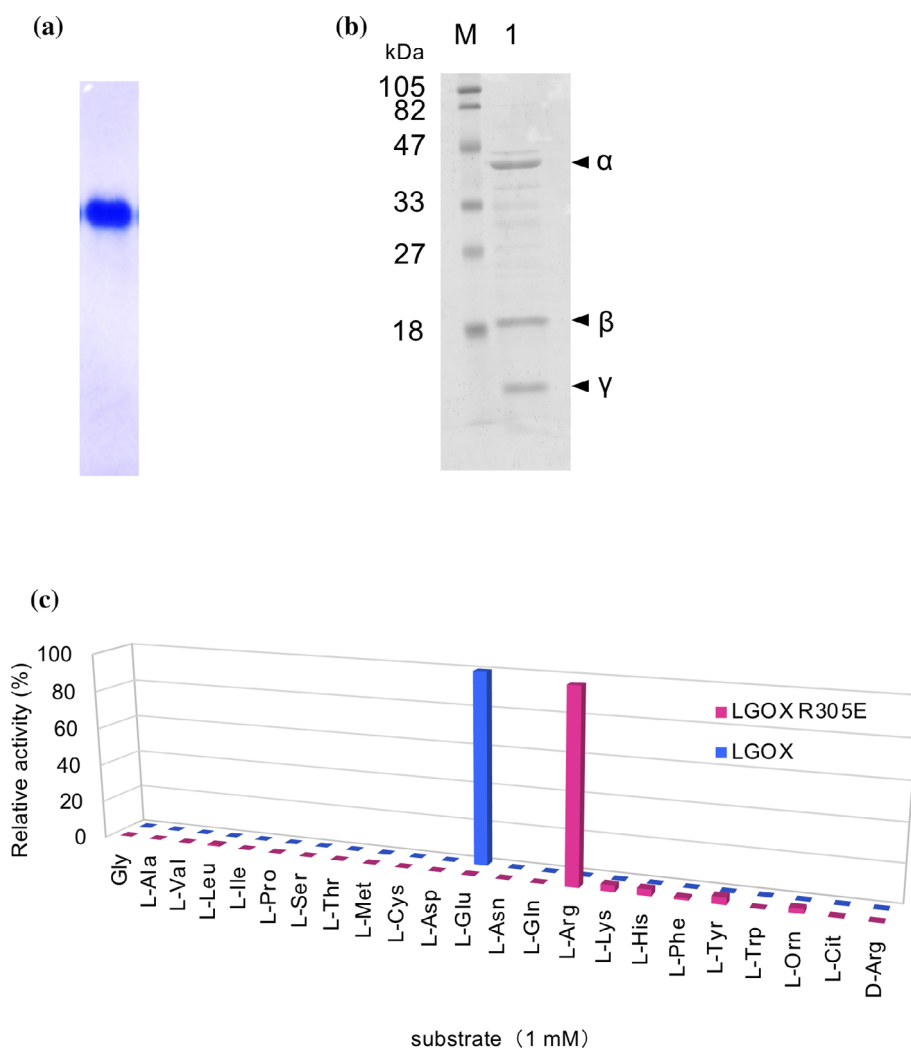 (a)
(b)
M 1
kDa
105
82
47
33
27
18
α
β
γ
(c)
Relative activity (%)
100
80
60
40
20
0
LGOX R305E
LGOX
Gly
L-Ala
L-Val
L-Leu
L-Ile
L-Pro
L-Ser
L-Thr
L-Met
L-Cys
L-Asp
L-Glu
L-Asn
L-Gln
L-Arg
L-Lys
L-His
L-Phe
L-Tyr
L-Trp
L-Orn
L-Cit
D-Arg
substrate（1 mM）